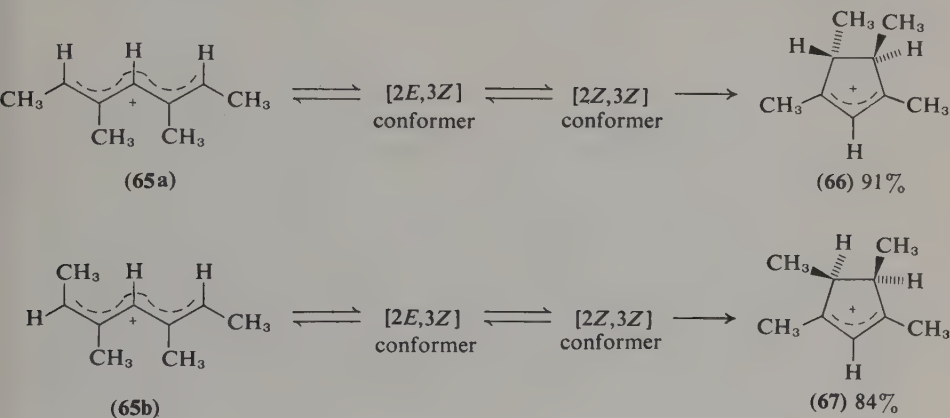 H H H
CH₃ + CH₃
CH₃ CH₃
(65a)
[2E,3Z] conformer
[2Z,3Z] conformer
CH₃ CH₃
H H
CH₃ + CH₃
H
(66) 91%
CH₃ H H
H + CH₃
CH₃ CH₃
(65b)
[2E,3Z] conformer
[2Z,3Z] conformer
H CH₃
CH₃ H
CH₃ + CH₃
H
(67) 84%